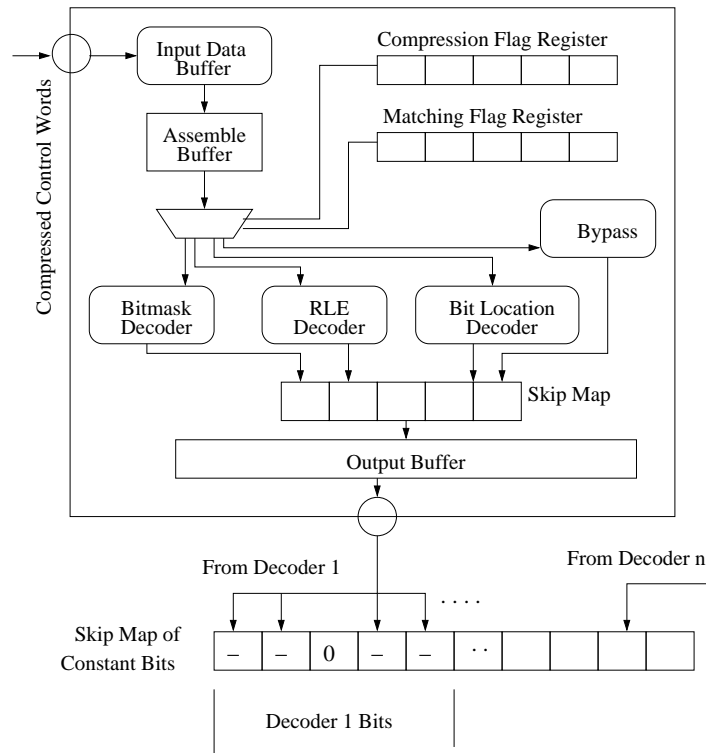 Input Data
Buffer
Compression Flag Register
Matching Flag Register
Assemble
Buffer
Compressed Control Words
Bypass
Bitmask
Decoder
RLE
Decoder
Bit Location
Decoder
Skip Map
Output Buffer
From Decoder 1
From Decoder n
. . . .
Skip Map of
Constant Bits
– – 0 – – . .
Decoder 1 Bits